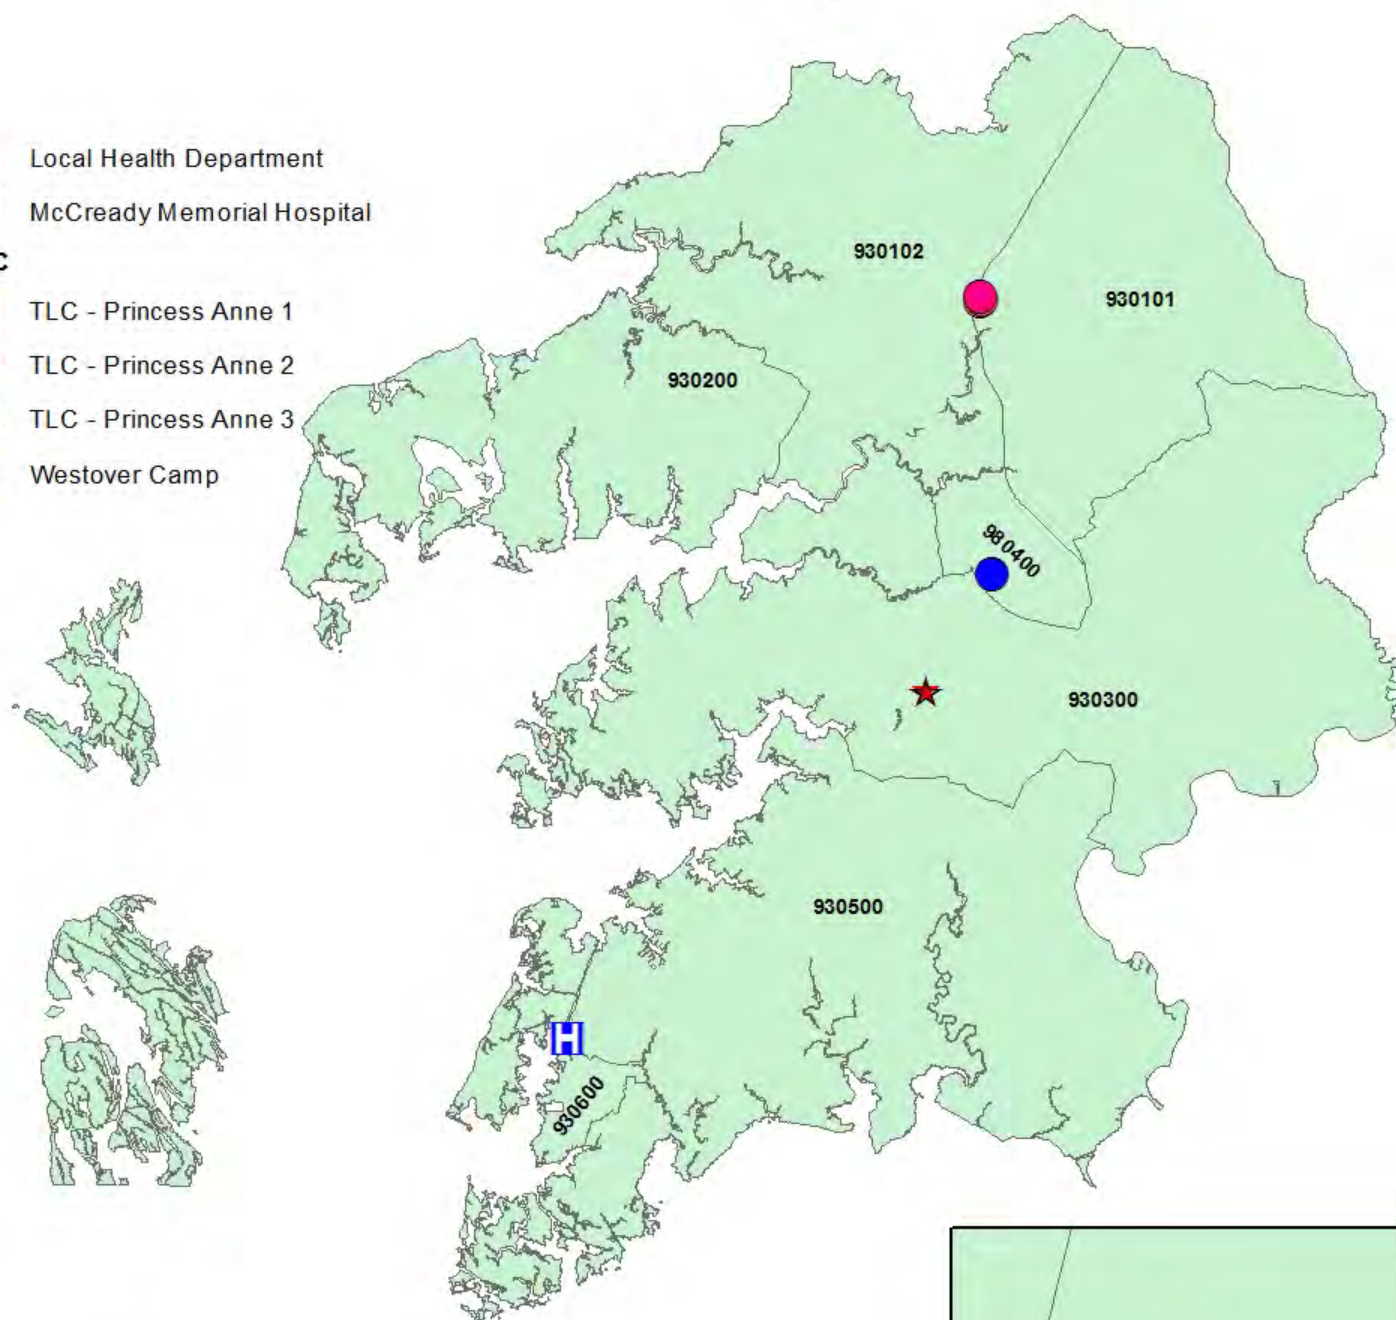 Local Health Department
McCready Memorial Hospital
C
TLC - Princess Anne 1
TLC - Princess Anne 2
TLC - Princess Anne 3
Westover Camp
930102
930101
930200
980400
930300
930500
H
930600